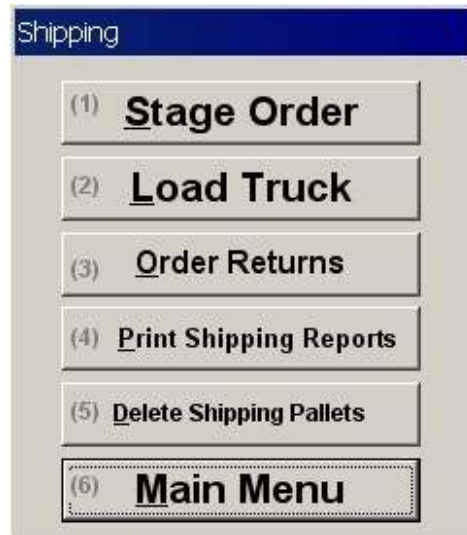 Shipping
(1) Stage Order
(2) Load Truck
(3) Order Returns
(4) Print Shipping Reports
(5) Delete Shipping Pallets
(6) Main Menu